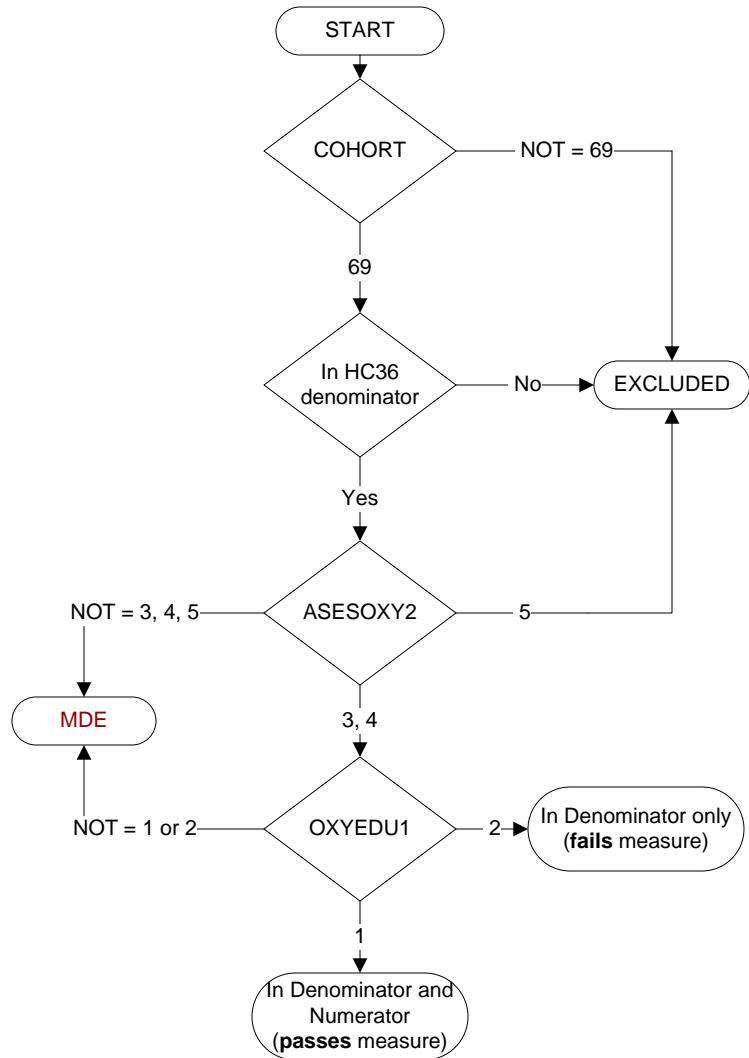 START
COHORT
NOT = 69
69
In HC36
denominator
No
EXCLUDED
Yes
NOT = 3, 4, 5
ASESOXY2
5
MDE
3, 4
NOT = 1 or 2
OXYEDU1
2
In Denominator only
(fails measure)
1
In Denominator and
Numerator
(passes measure)